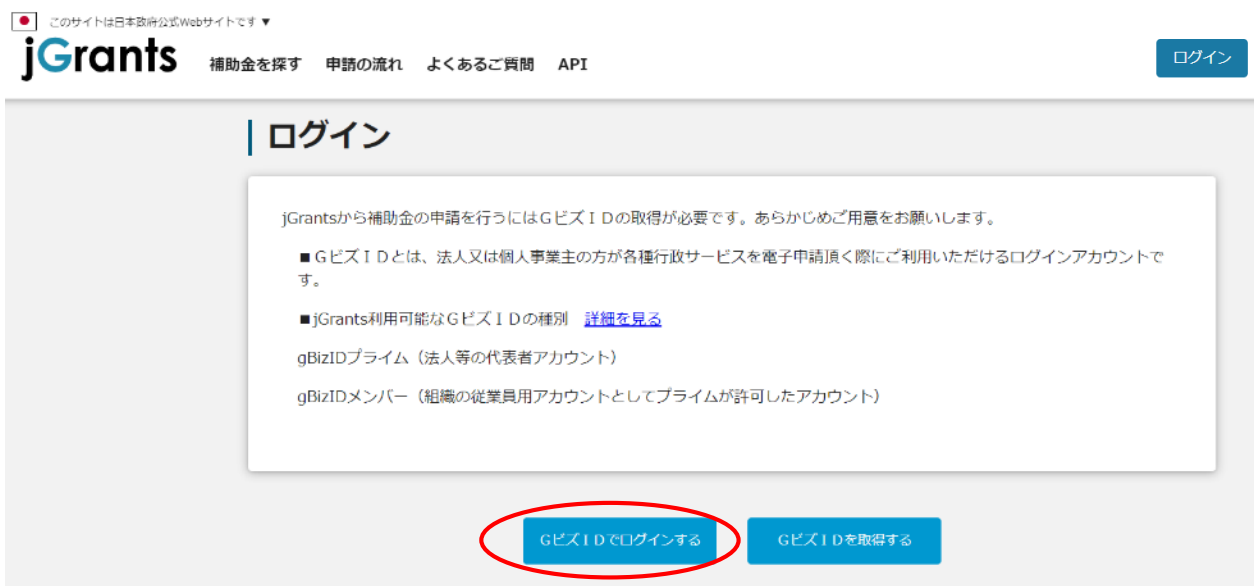 このサイトは日本政府公式Webサイトです ▼
jGrants 補助金を探す 申請の流れ よくあるご質問 API ログイン
ログイン
jGrantsから補助金の申請を行うにはGビズIDの取得が必要です。あらかじめご用意をお願いします。
■GビズIDとは、法人又は個人事業主の方が各種行政サービスを電子申請頂く際にご利用いただけるログインアカウントで
す。
■jGrants利用可能なGビズIDの種別 詳細を見る
gBizIDプライム（法人等の代表者アカウント）
gBizIDメンバー（組織の従業員用アカウントとしてプライムが許可したアカウント）
GビズIDでログインする GビズIDを取得する